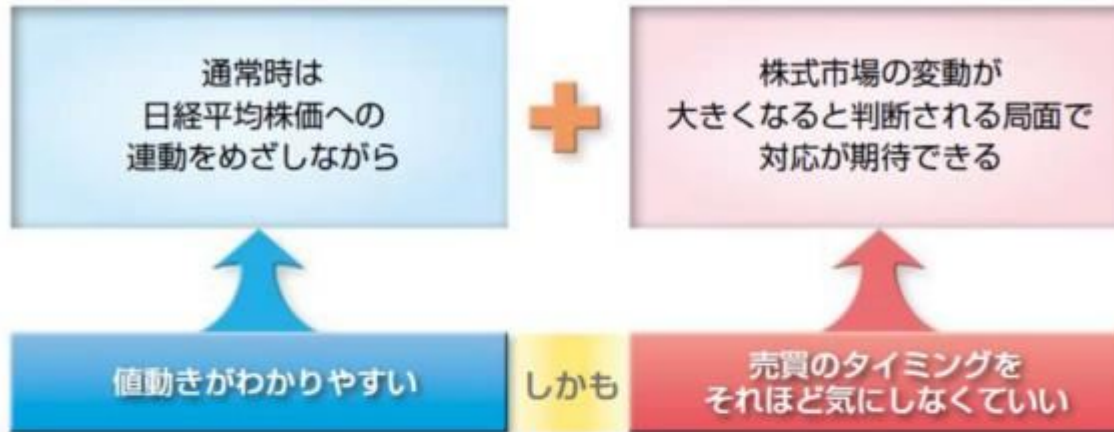 通常時は
日経平均株価への
連動をめざしながら
株式市場の変動が
大きくなると判断される局面で
対応が期待できる
値動きがわかりやすい
しかも
売買のタイミングを
それほど気にしなくていい